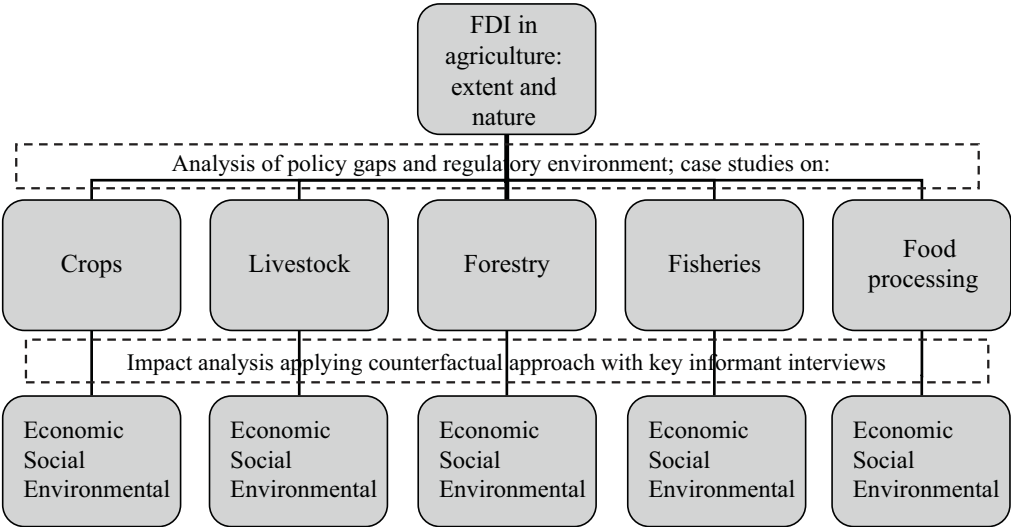 FDI in
agriculture:
extent and
nature
Analysis of policy gaps and regulatory environment; case studies on:
Crops
Livestock
Forestry
Fisheries
Food
processing
Impact analysis applying counterfactual approach with key informant interviews
Economic
Social
Environmental
Economic
Social
Environmental
Economic
Social
Environmental
Economic
Social
Environmental
Economic
Social
Environmental